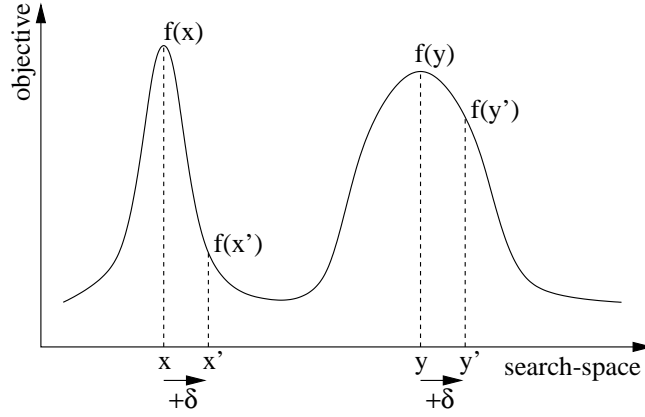 objective
f(x)
f(y)
f(y')
f(x')
x
x'
y
y'
search-space
+δ
+δ